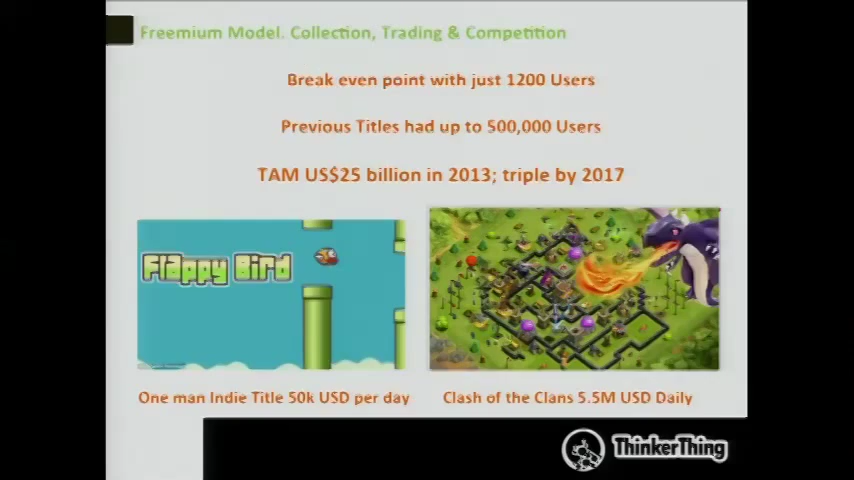 Freemium Model. Collection, Trading & Competition
Break even point with just 1200 Users
Previous Titles had up to 500,000 Users
TAM US$25 billion in 2013; triple by 2017
Flappy Bird
One man Indie Title 50k USD per day
Clash of the Clans 5.5M USD Daily
ThinkerThing